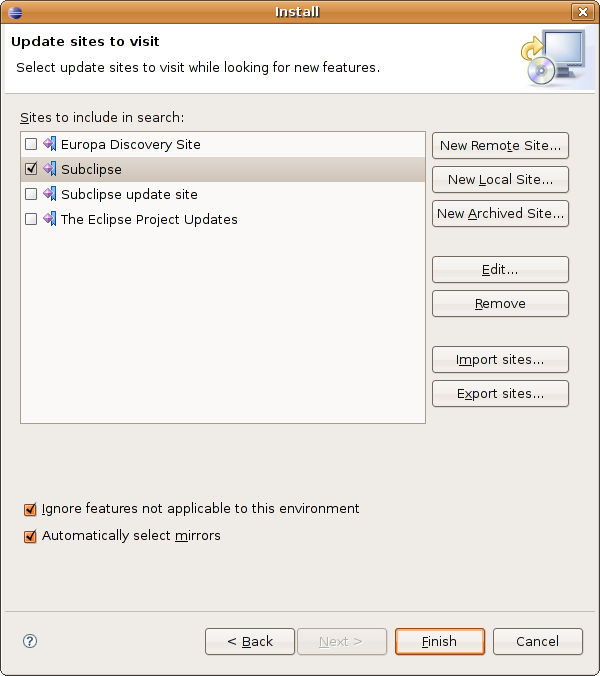 Install
Update sites to visit
Select update sites to visit while looking for new features.
Sites to include in search:
Europa Discovery Site
Subclipse
Subclipse update site
The Eclipse Project Updates
New Remote Site...
New Local Site...
New Archived Site...
Edit...
Remove
Import sites...
Export sites...
Ignore features not applicable to this environment
Automatically select mirrors
?
< Back
Next >
Finish
Cancel